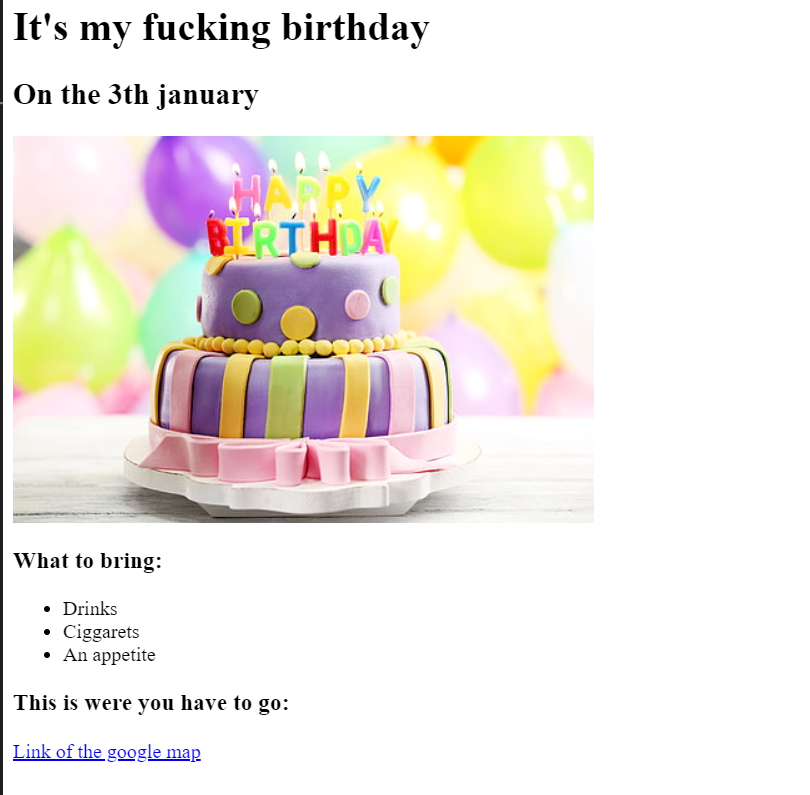 It's my fucking birthday
On the 3th january
HAPPY
BIRTHDAY
What to bring:
Drinks
Ciggarets
An appetite
This is were you have to go:
Link of the google map